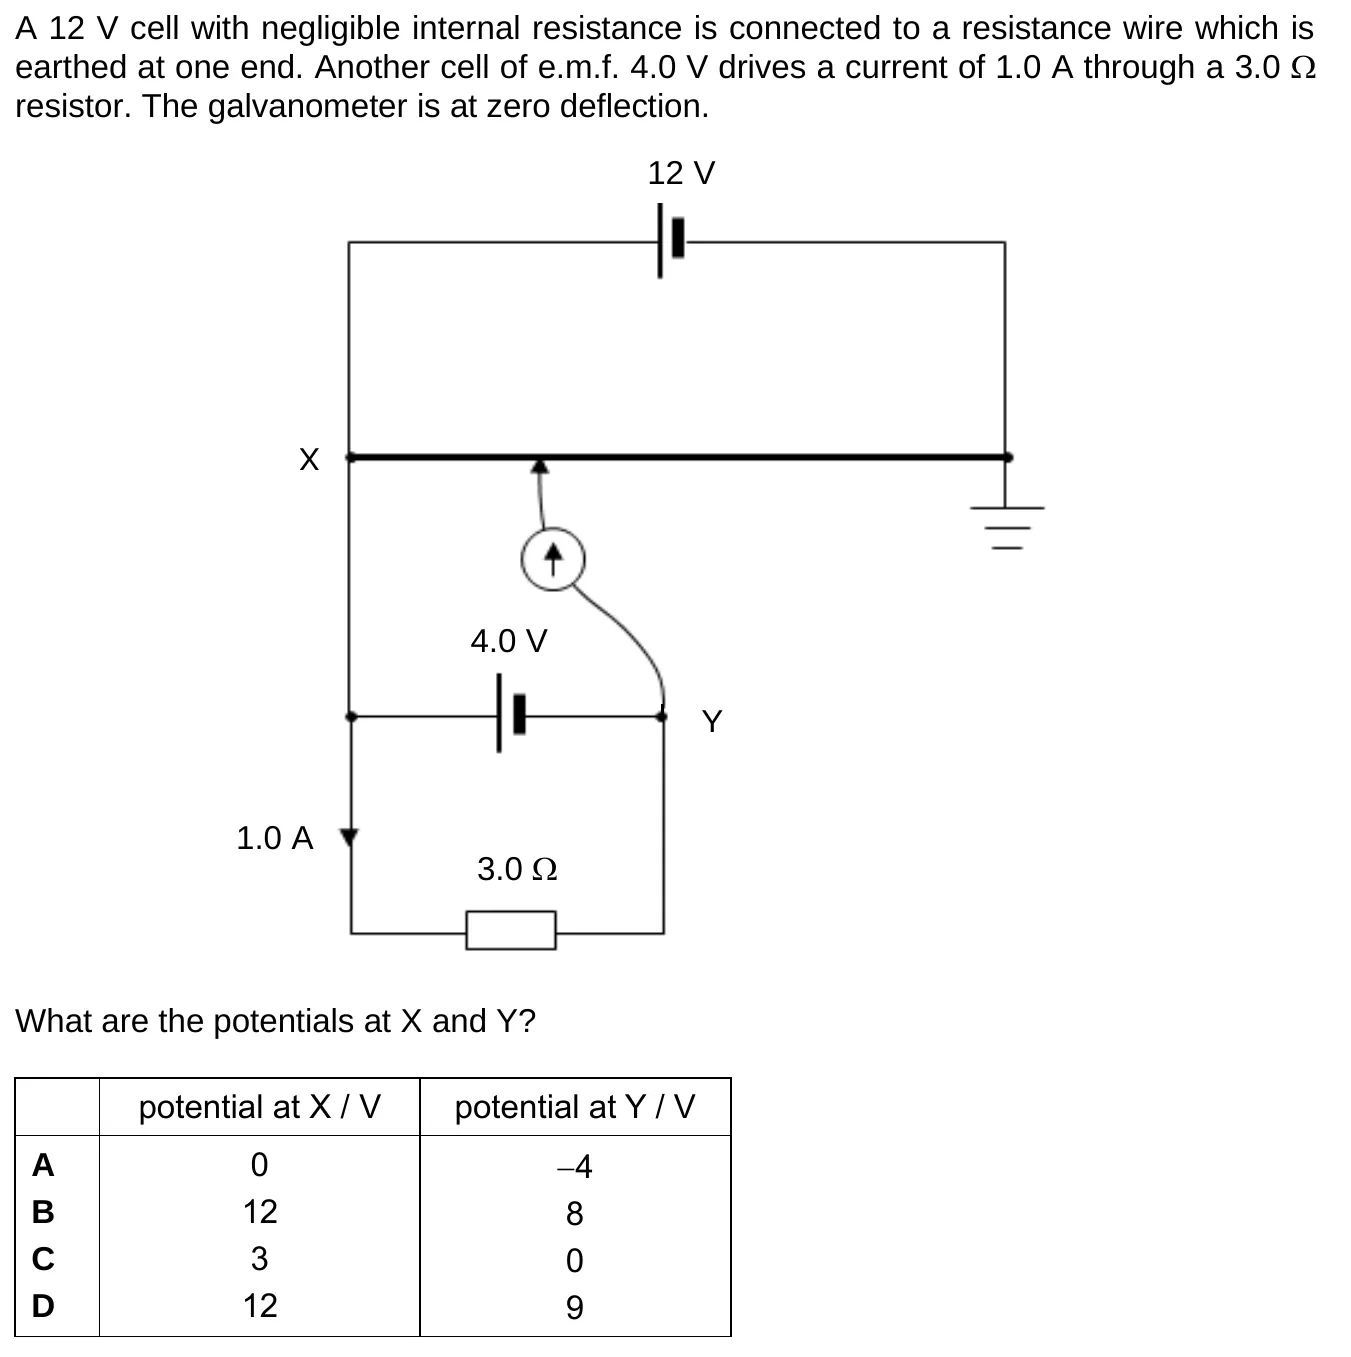 A 12 V cell with negligible internal resistance is connected to a resistance wire which is
earthed at one end. Another cell of e.m.f. 4.0 V drives a current of 1.0 A through a 3.0 Ω
resistor. The galvanometer is at zero deflection.
12 V
X
4.0 V
Y
1.0 A
3.0 Ω
What are the potentials at X and Y?
potential at X / V potential at Y / V
A 0 –4
B 12 8
C 3 0
D 12 9